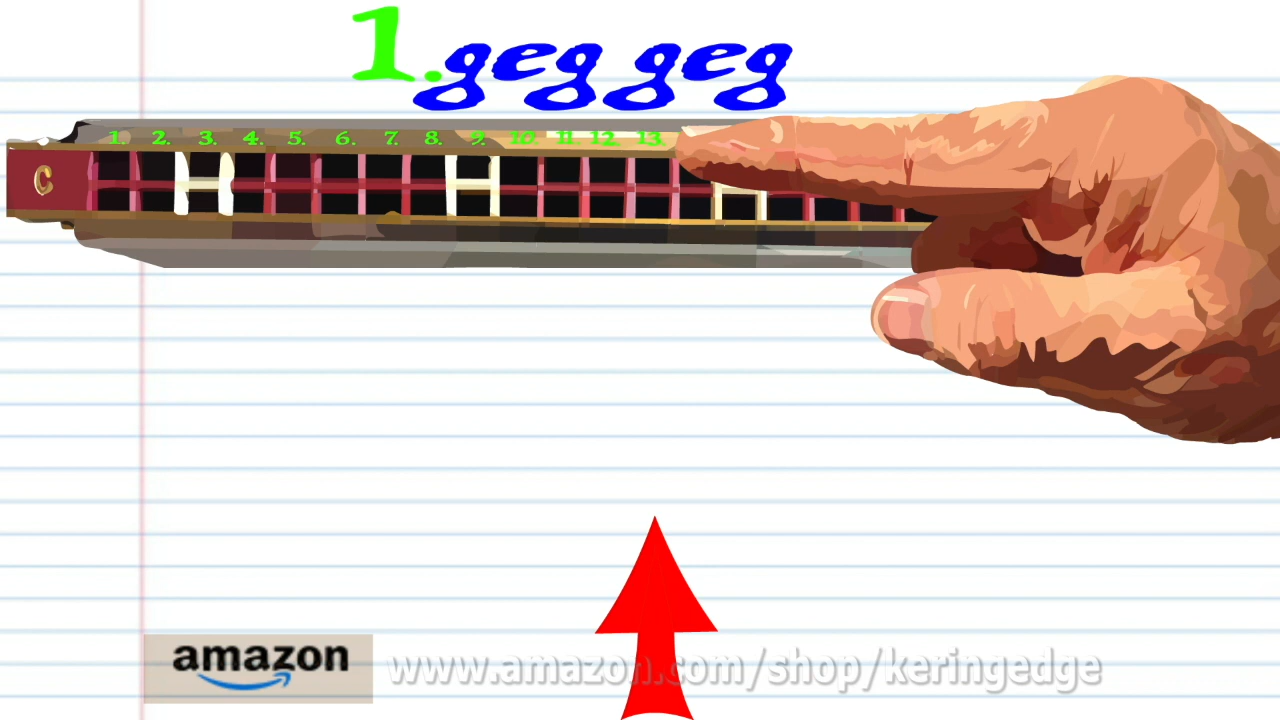 1. geg geg
1. 2. 3. 4. 5. 6. 7. 8. 9. 10. 11. 12. 13.
C
amazon www.amazon.com/shop/keringedge